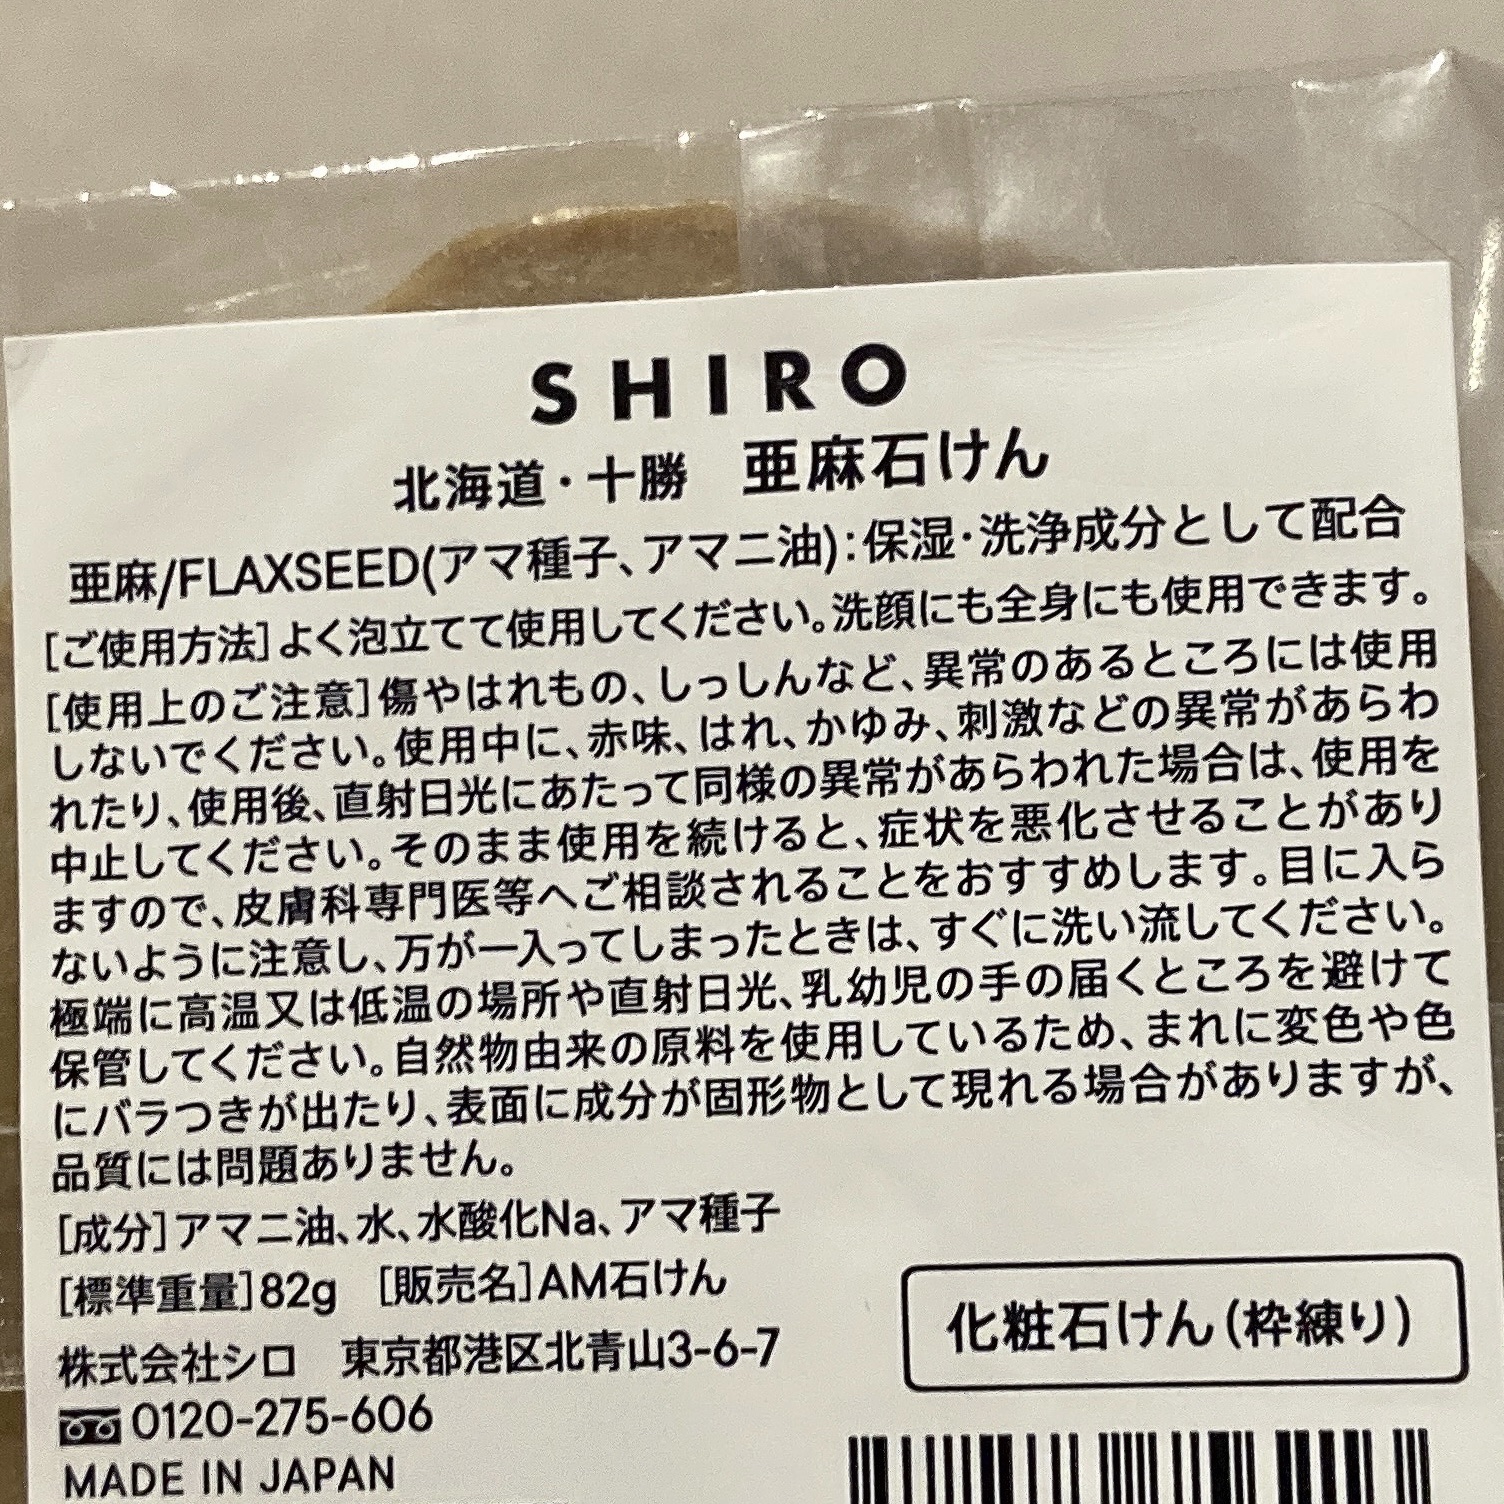 SHIRO
北海道・十勝 亜麻石けん
亜麻/FLAXSEED(アマ種子、アマニ油):保湿・洗浄成分として配合
[ご使用方法]よく泡立てて使用してください。洗顔にも全身にも使用できます。
[使用上のご注意]傷やはれもの、しっしんなど、異常のあるところには使用
しないでください。使用中に、赤味、はれ、かゆみ、刺激などの異常があらわ
れたり、使用後、直射日光にあたって同様の異常があらわれた場合は、使用を
中止してください。そのまま使用を続けると、症状を悪化させることがあり
ますので、皮膚科専門医等へご相談されることをおすすめします。目に入ら
ないように注意し、万が一入ってしまったときは、すぐに洗い流してください。
極端に高温又は低温の場所や直射日光、乳幼児の手の届くところを避けて
保管してください。自然物由来の原料を使用しているため、まれに変色や色
にバラつきが出たり、表面に成分が固形物として現れる場合がありますが、
品質には問題ありません。
[成分]アマニ油、水、水酸化Na、アマ種子
[標準重量]82g [販売名]AM石けん
化粧石けん(枠練り)
株式会社シロ 東京都港区北青山3-6-7
0120-275-606
MADE IN JAPAN